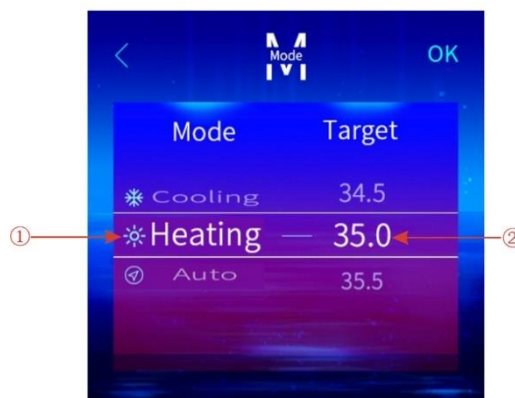 M
Mode
OK
Mode Target
Cooling 34.5
① Heating — 35.0 ②
Auto 35.5